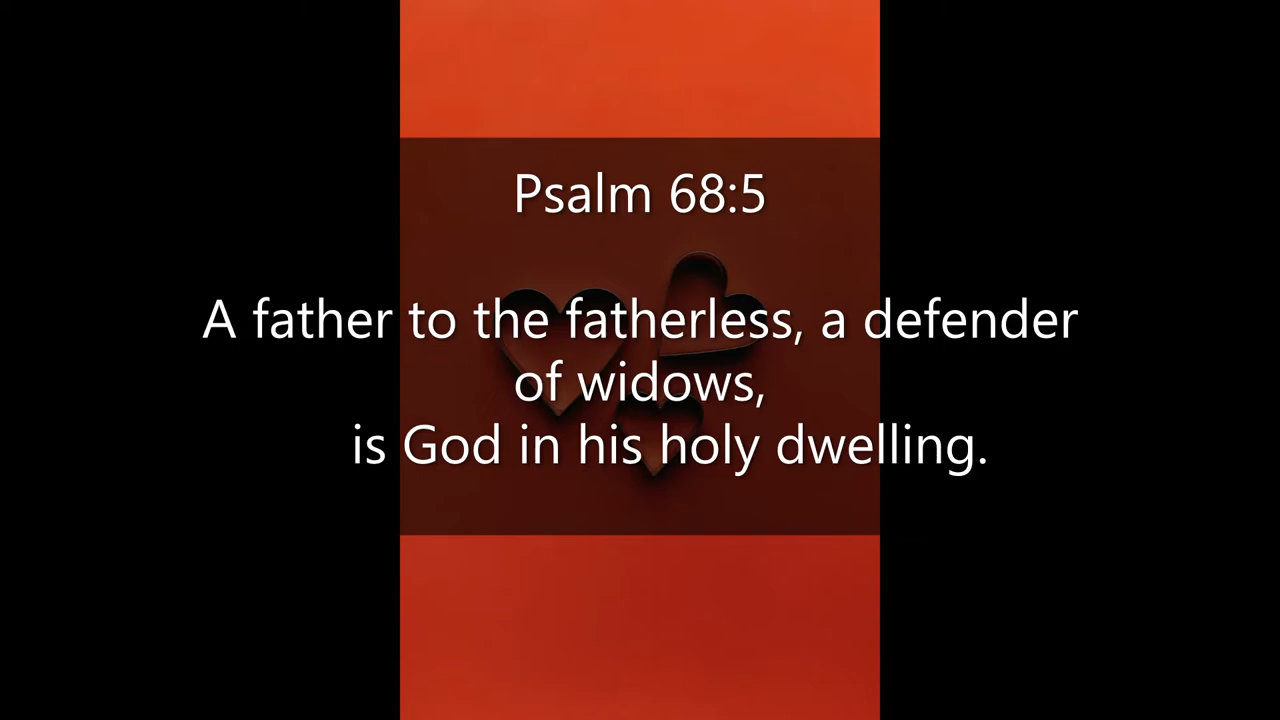 Psalm 68:5
A father to the fatherless, a defender
of widows,
is God in his holy dwelling.